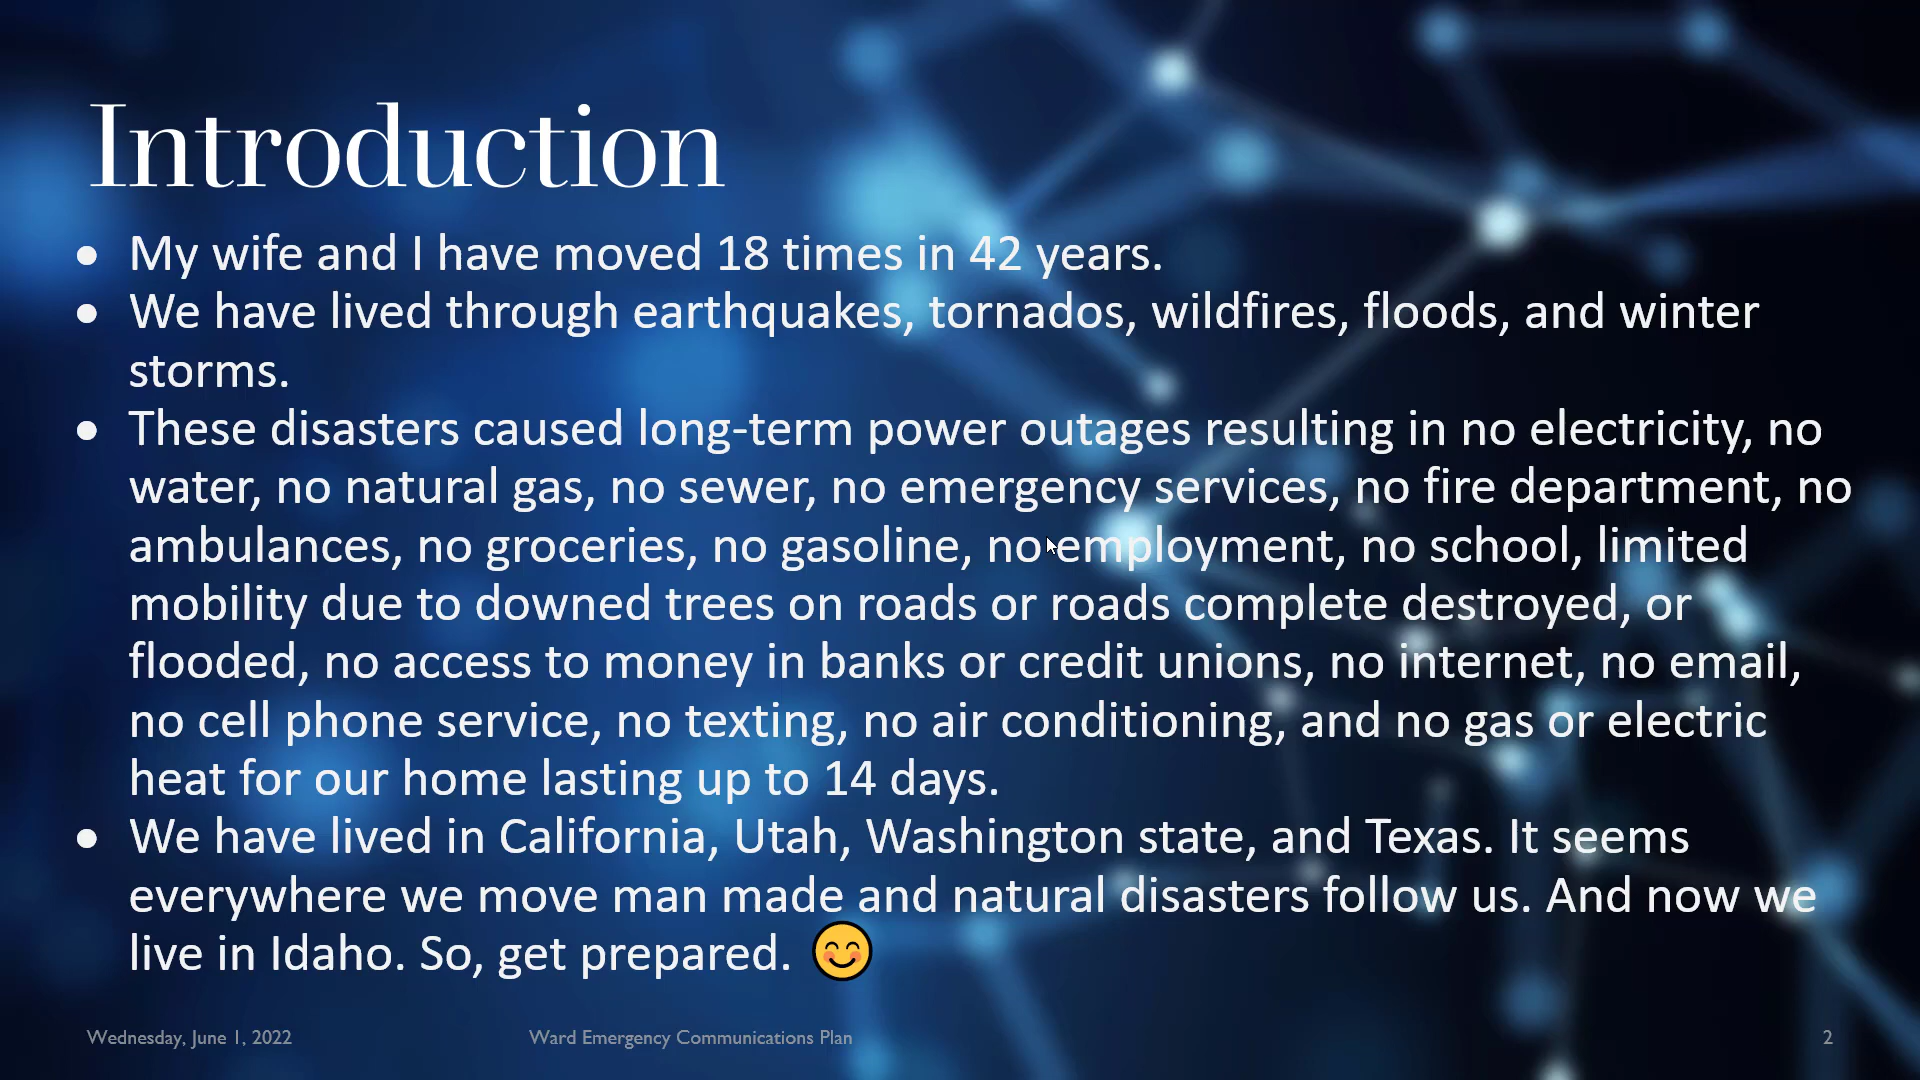 Introduction
• My wife and I have moved 18 times in 42 years.
• We have lived through earthquakes, tornados, wildfires, floods, and winter
storms.
• These disasters caused long-term power outages resulting in no electricity, no
water, no natural gas, no sewer, no emergency services, no fire department, no
ambulances, no groceries, no gasoline, no employment, no school, limited
mobility due to downed trees on roads or roads complete destroyed, or
flooded, no access to money in banks or credit unions, no internet, no email,
no cell phone service, no texting, no air conditioning, and no gas or electric
heat for our home lasting up to 14 days.
• We have lived in California, Utah, Washington state, and Texas. It seems
everywhere we move man made and natural disasters follow us. And now we
live in Idaho. So, get prepared. 😊
Wednesday, June 1, 2022 Ward Emergency Communications Plan 2